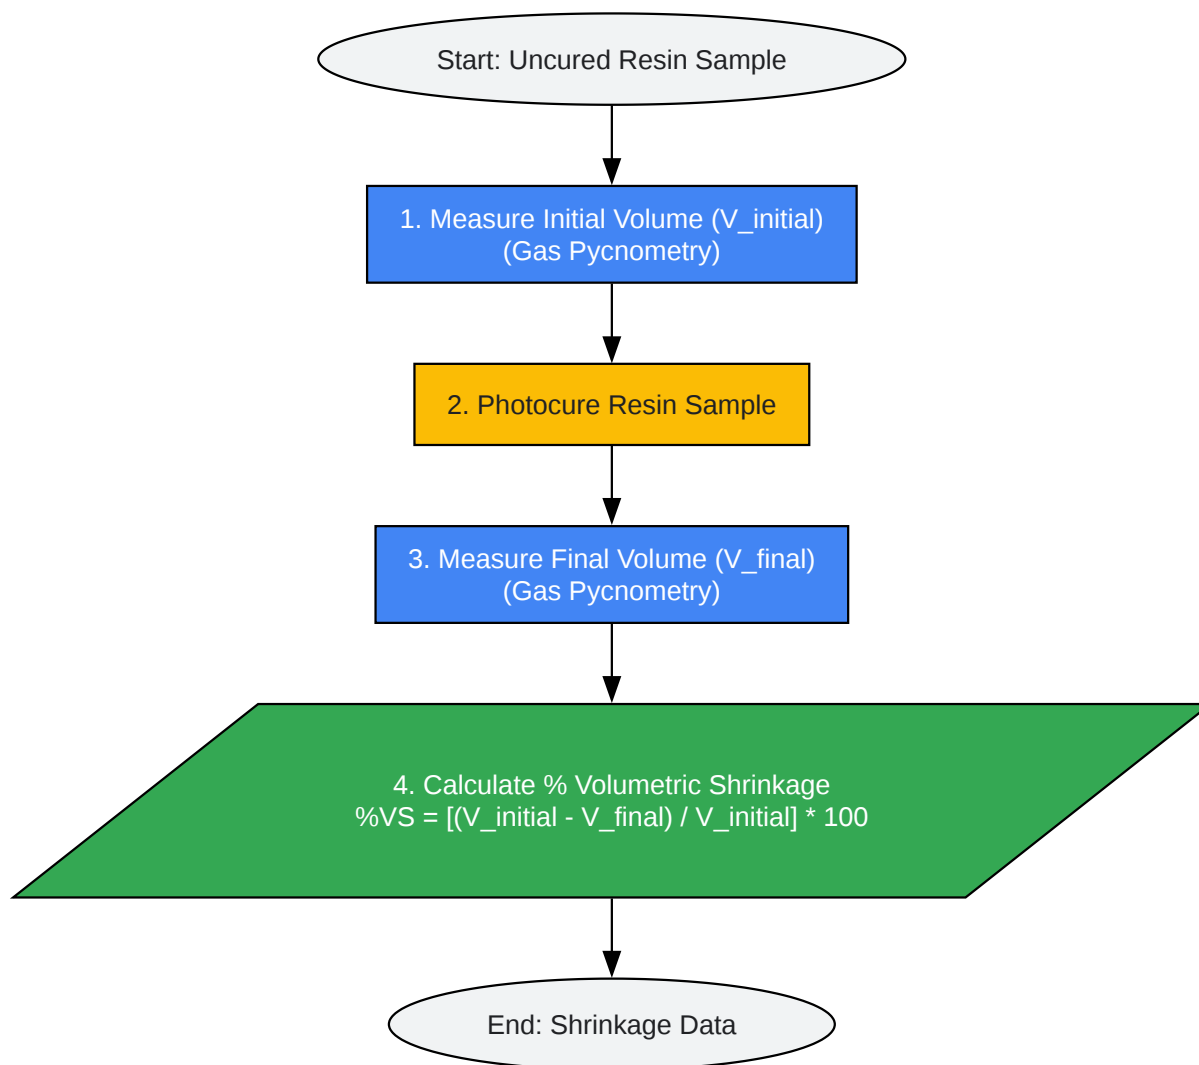 Start: Uncured Resin Sample
1. Measure Initial Volume (V_initial)
(Gas Pycnometry)
2. Photocure Resin Sample
3. Measure Final Volume (V_final)
(Gas Pycnometry)
4. Calculate % Volumetric Shrinkage
%VS = [(V_initial - V_final) / V_initial] * 100
End: Shrinkage Data